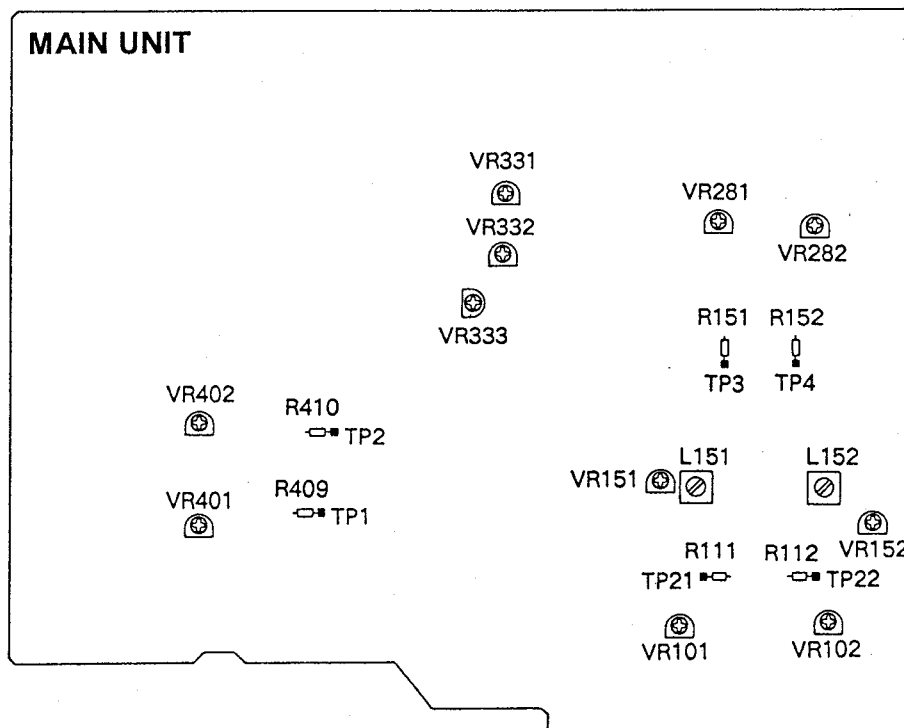 MAIN UNIT
VR331
VR281
VR332
VR282
VR333
R151 R152
TP3 TP4
VR402
R410
TP2
L151 L152
VR151
VR401
R409
TP1
VR152
R111 R112
TP21 TP22
VR101 VR102